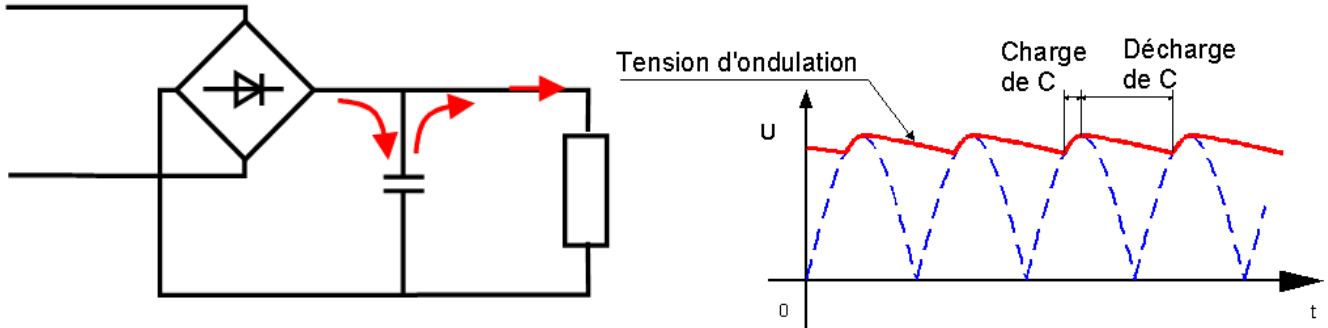 Tension d'ondulation
Charge
de C
Décharge
de C
U
0
t